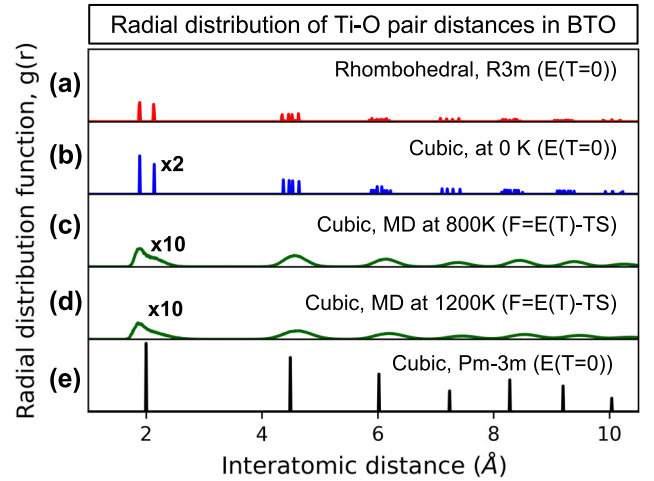 Radial distribution of Ti-O pair distances in BTO
Radial distribution function, g(r)
(a)
Rhombohedral, R3m (E(T=0))
(b)
x2
Cubic, at 0 K (E(T=0))
(c)
x10
Cubic, MD at 800K (F=E(T)-TS)
(d)
x10
Cubic, MD at 1200K (F=E(T)-TS)
(e)
Cubic, Pm-3m (E(T=0))
2 4 6 8 10
Interatomic distance (Å)